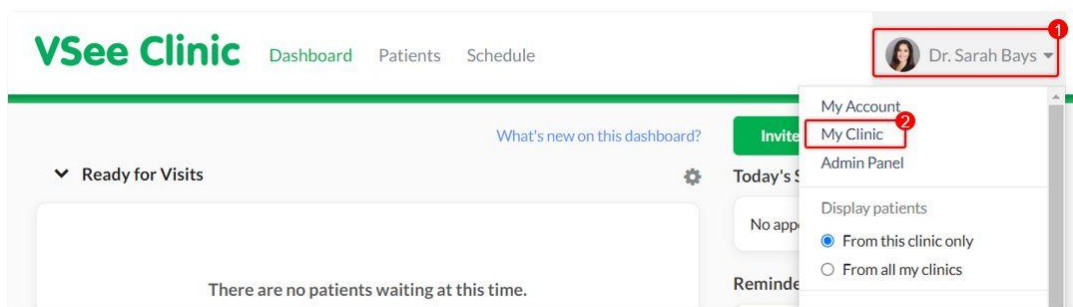 VSee Clinic Dashboard Patients Schedule
1
Dr. Sarah Bays
What's new on this dashboard?
Ready for Visits
There are no patients waiting at this time.
Invite
Today's S
No app
Reminde
My Account
2
My Clinic
Admin Panel
Display patients
From this clinic only
From all my clinics